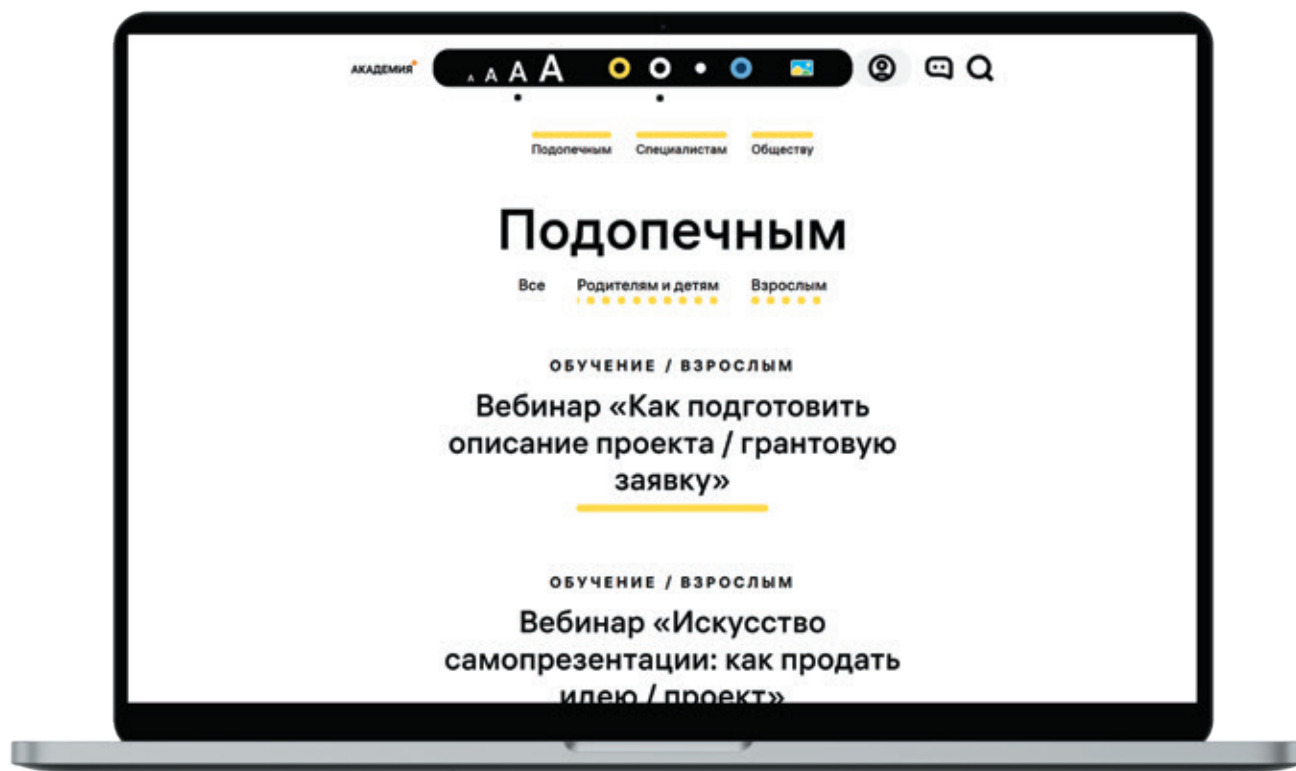 АКАДЕМИЯ А А А А
Подопечным Специалистам Обществу
Подопечным
Все Родителям и детям Взрослым
ОБУЧЕНИЕ / ВЗРОСЛЫМ
Вебинар «Как подготовить
описание проекта / грантовую
заявку»
ОБУЧЕНИЕ / ВЗРОСЛЫМ
Вебинар «Искусство
самопрезентации: как продать
идею / проект»